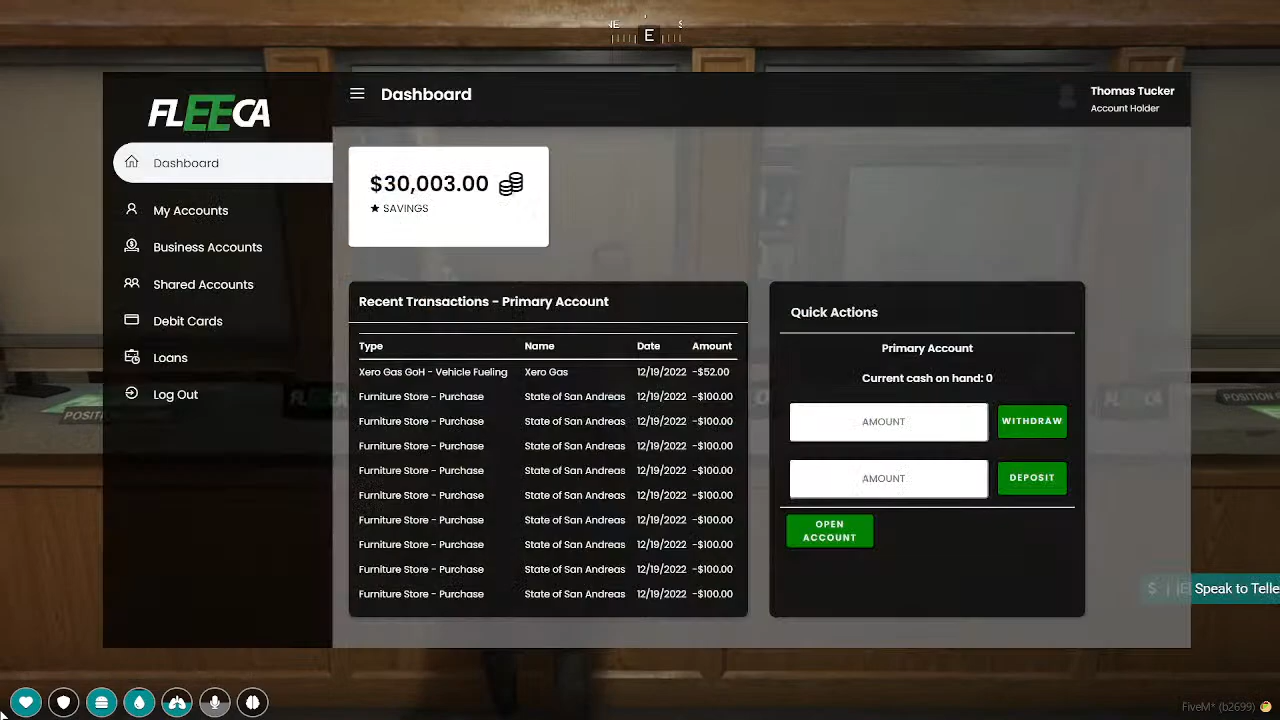 E
FLEECA
Dashboard
Thomas Tucker
Account Holder
Dashboard
My Accounts
Business Accounts
Shared Accounts
Debit Cards
Loans
Log Out
$30,003.00
★ SAVINGS
Recent Transactions - Primary Account
Type Name Date Amount
Xero Gas GoH - Vehicle Fueling Xero Gas 12/19/2022 -$52.00
Furniture Store - Purchase State of San Andreas 12/19/2022 -$100.00
Furniture Store - Purchase State of San Andreas 12/19/2022 -$100.00
Furniture Store - Purchase State of San Andreas 12/19/2022 -$100.00
Furniture Store - Purchase State of San Andreas 12/19/2022 -$100.00
Furniture Store - Purchase State of San Andreas 12/19/2022 -$100.00
Furniture Store - Purchase State of San Andreas 12/19/2022 -$100.00
Furniture Store - Purchase State of San Andreas 12/19/2022 -$100.00
Furniture Store - Purchase State of San Andreas 12/19/2022 -$100.00
Furniture Store - Purchase State of San Andreas 12/19/2022 -$100.00
Quick Actions
Primary Account
Current cash on hand: 0
AMOUNT WITHDRAW
AMOUNT DEPOSIT
OPEN
ACCOUNT
POSITION
$ | [E] Speak to Telle
FiveM* (b2699)